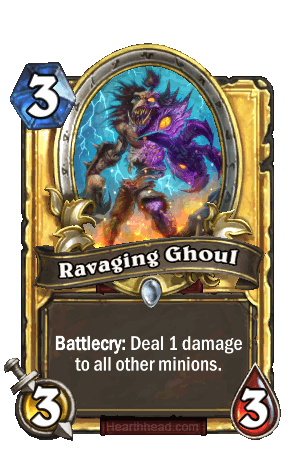 3
Ravaging Ghoul
Battlecry: Deal 1 damage
to all other minions.
3
3
Hearthhead.com